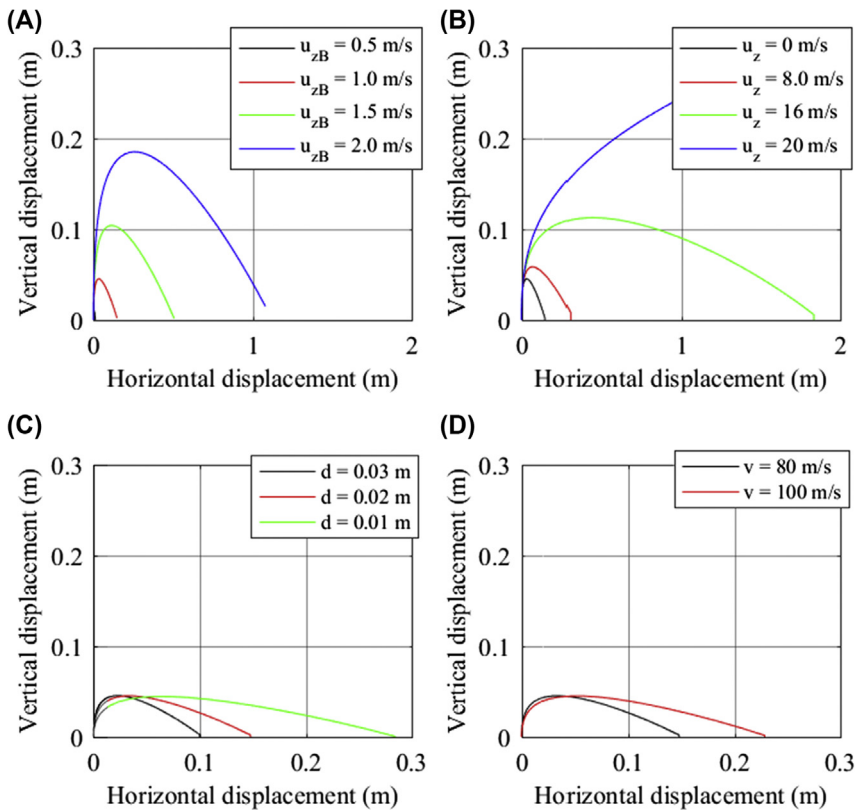 (A)
0.3
0.2
0.1
0
Vertical displacement (m)
u_zB = 0.5 m/s
u_zB = 1.0 m/s
u_zB = 1.5 m/s
u_zB = 2.0 m/s
0
1
2
Horizontal displacement (m)
(B)
0.3
0.2
0.1
0
Vertical displacement (m)
u_z = 0 m/s
u_z = 8.0 m/s
u_z = 16 m/s
u_z = 20 m/s
0
1
2
Horizontal displacement (m)
(C)
0.3
0.2
0.1
0
Vertical displacement (m)
d = 0.03 m
d = 0.02 m
d = 0.01 m
0
0.1
0.2
0.3
Horizontal displacement (m)
(D)
0.3
0.2
0.1
0
Vertical displacement (m)
v = 80 m/s
v = 100 m/s
0
0.1
0.2
0.3
Horizontal displacement (m)